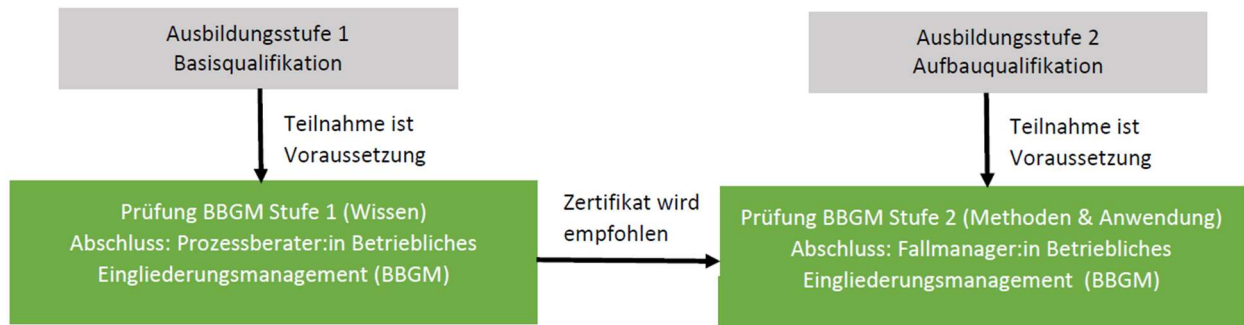 Ausbildungsstufe 1
Basisqualifikation
Ausbildungsstufe 2
Aufbauqualifikation
Teilnahme ist
Voraussetzung
Teilnahme ist
Voraussetzung
Prüfung BBGM Stufe 1 (Wissen)
Abschluss: Prozessberater:in Betriebliches
Eingliederungsmanagement (BBGM)
Zertifikat wird
empfohlen
Prüfung BBGM Stufe 2 (Methoden & Anwendung)
Abschluss: Fallmanager:in Betriebliches
Eingliederungsmanagement (BBGM)